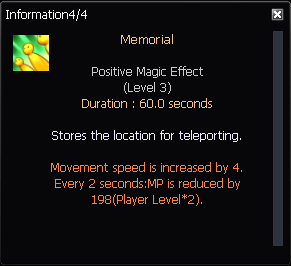 Information4/4
Memorial
Positive Magic Effect
(Level 3)
Duration : 60.0 seconds
Stores the location for teleporting.
Movement speed is increased by 4.
Every 2 seconds:MP is reduced by
198(Player Level*2).